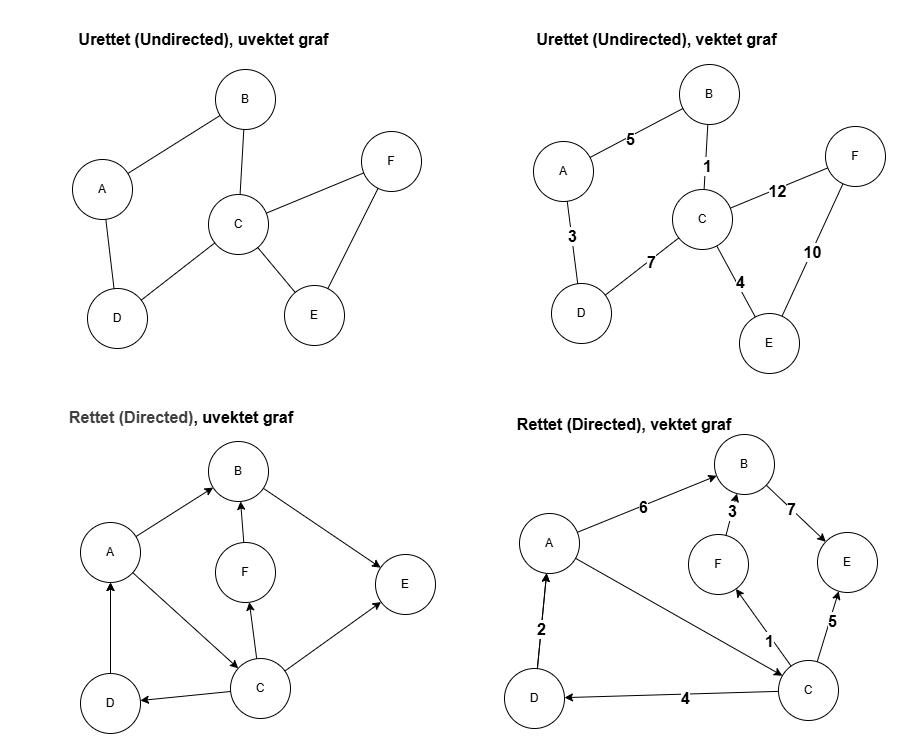 Urettet (Undirected), uvektet graf
B
A
F
C
D
E
Urettet (Undirected), vektet graf
B
5
A
1
F
12
C
3
7
10
4
D
E
Rettet (Directed), uvektet graf
B
A
F
E
C
D
Rettet (Directed), vektet graf
B
6
3
7
A
F
E
2
1
5
C
D
4